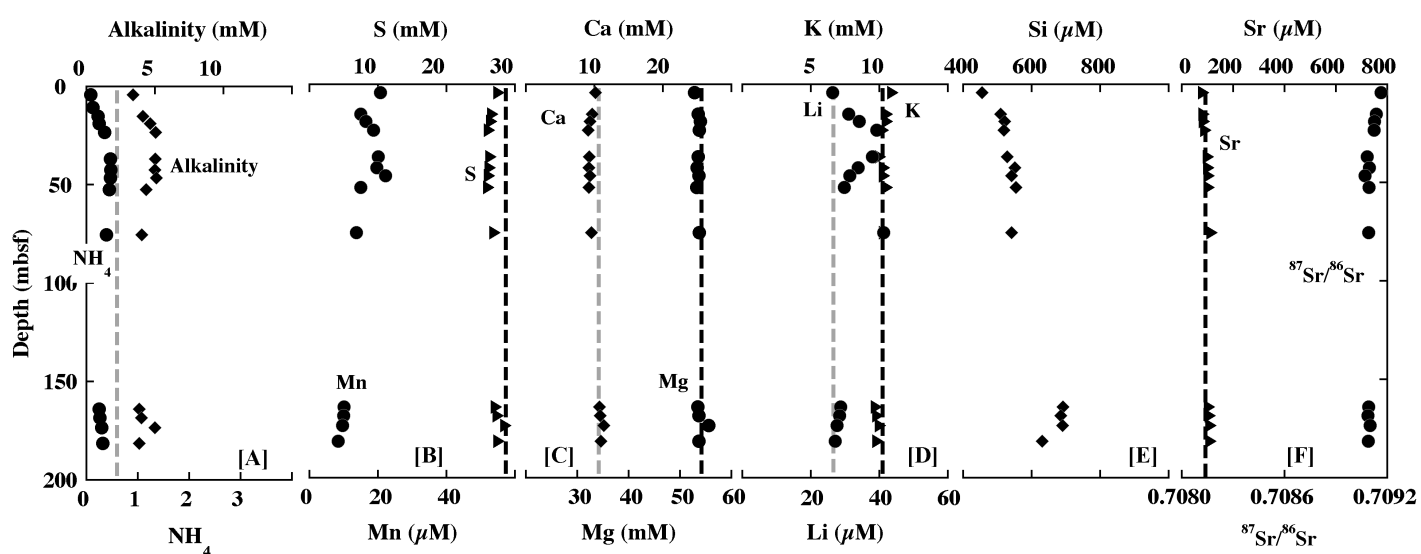 Alkalinity (mM) S (mM) Ca (mM) K (mM) Si (µM) Sr (µM)
0 5 10 10 20 30 10 20 5 10 400 600 800 0 200 400 600 800
0
Ca Li K
Sr
Alkalinity S
50
Depth (mbsf)
NH4 87Sr/86Sr
100
150 Mn Mg
[A] [B] [C] [D] [E] [F]
200
0 1 2 3 0 20 40 30 40 50 60 20 40 60 0.7080 0.7086 0.7092
NH4 Mn (µM) Mg (mM) Li (µM) 87Sr/86Sr